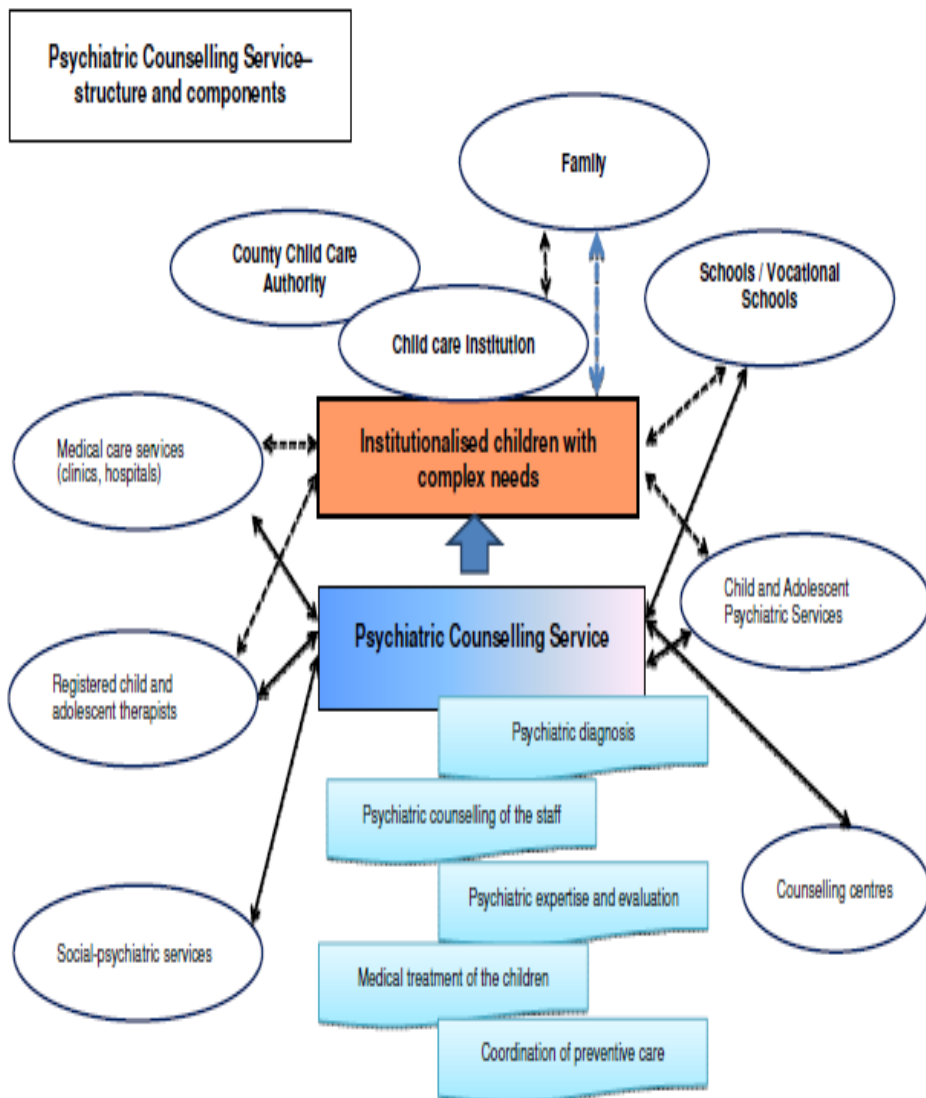 Psychiatric Counselling Service–
structure and components
Family
County Child Care
Authority
Schools / Vocational
Schools
Child care Institution
Medical care services
(clinics, hospitals)
Institutionalised children with
complex needs
Child and Adolescent
Psychiatric Services
Psychiatric Counselling Service
Registered child and
adolescent therapists
Psychiatric diagnosis
Psychiatric counselling of the staff
Psychiatric expertise and evaluation
Counselling centres
Social-psychiatric services
Medical treatment of the children
Coordination of preventive care